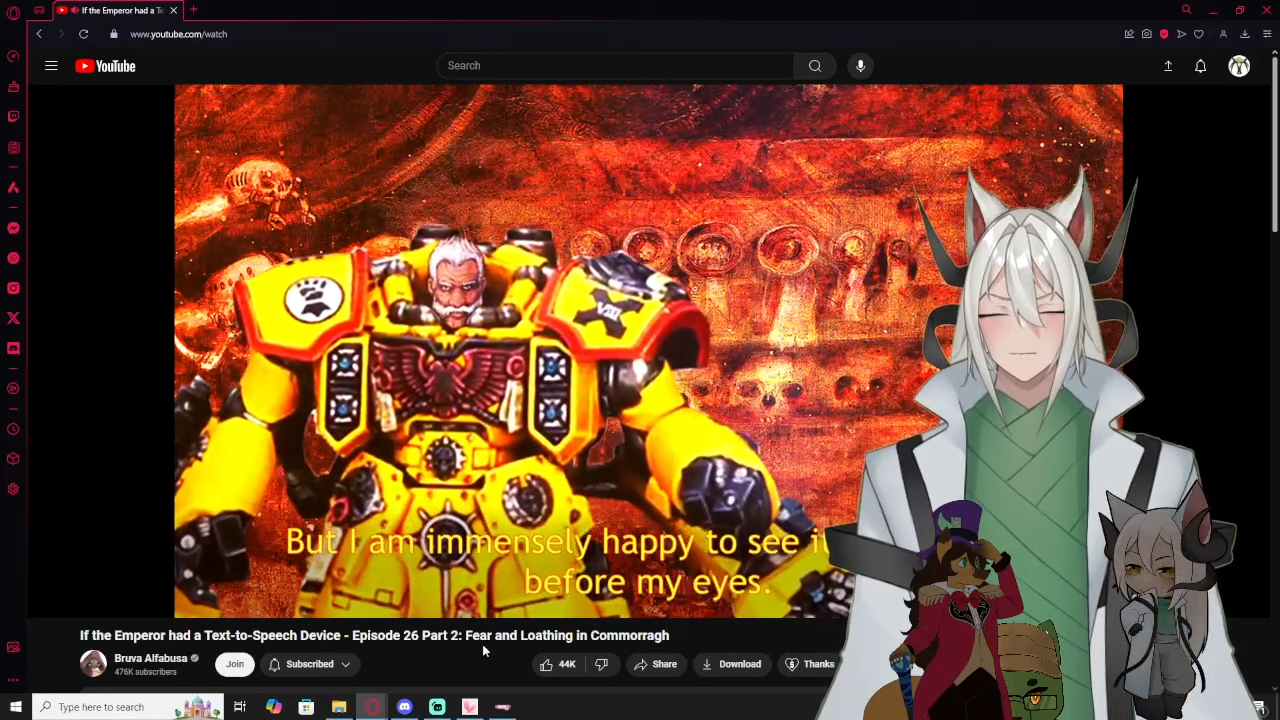 If the Emperor had a Te
www.youtube.com/watch
YouTube
Search
VIII
But I am immensely happy to see it
before my eyes.
If the Emperor had a Text-to-Speech Device - Episode 26 Part 2: Fear and Loathing in Commorragh
Bruva Alfabusa
476K subscribers
Join
Subscribed
44K
Share
Download
Thanks
Type here to search